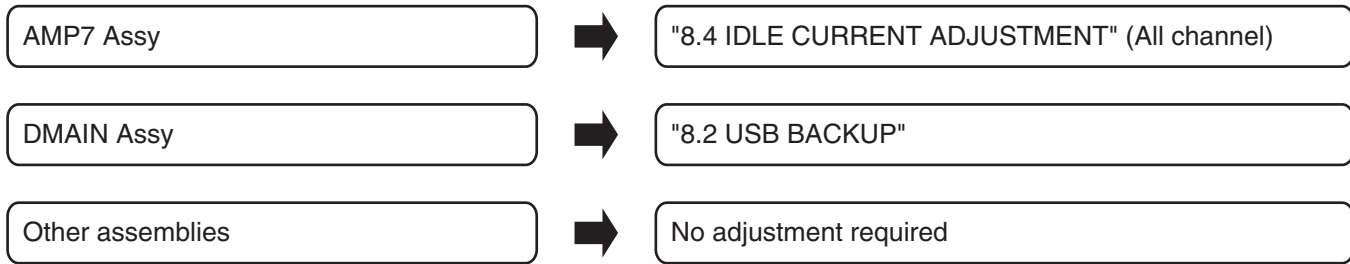 AMP7 Assy
"8.4 IDLE CURRENT ADJUSTMENT" (All channel)
DMAIN Assy
"8.2 USB BACKUP"
Other assemblies
No adjustment required